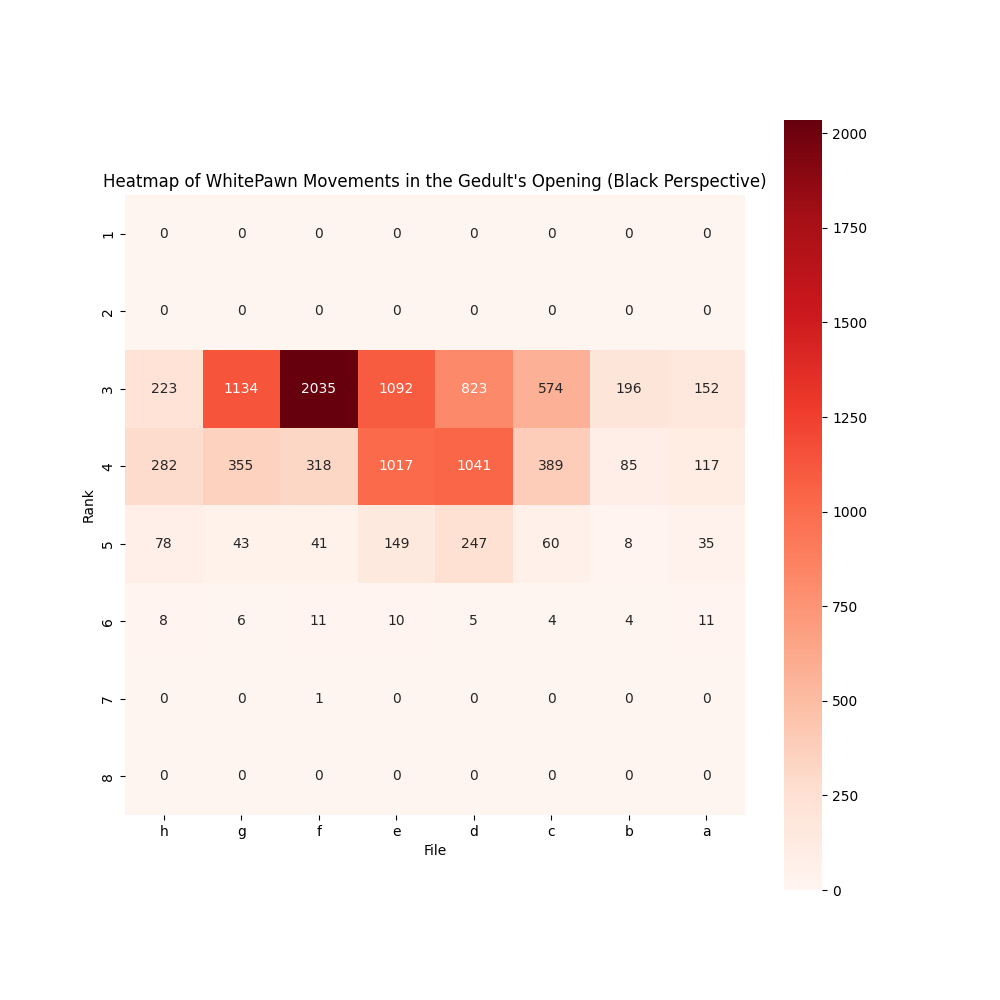 Heatmap of WhitePawn Movements in the Gedult's Opening (Black Perspective)
1 0 0 0 0 0 0 0 0
2 0 0 0 0 0 0 0 0
3 223 1134 2035 1092 823 574 196 152
4 282 355 318 1017 1041 389 85 117
5 78 43 41 149 247 60 8 35
6 8 6 11 10 5 4 4 11
7 0 0 1 0 0 0 0 0
8 0 0 0 0 0 0 0 0
h g f e d c b a
File
Rank
2000
1750
1500
1250
1000
750
500
250
0